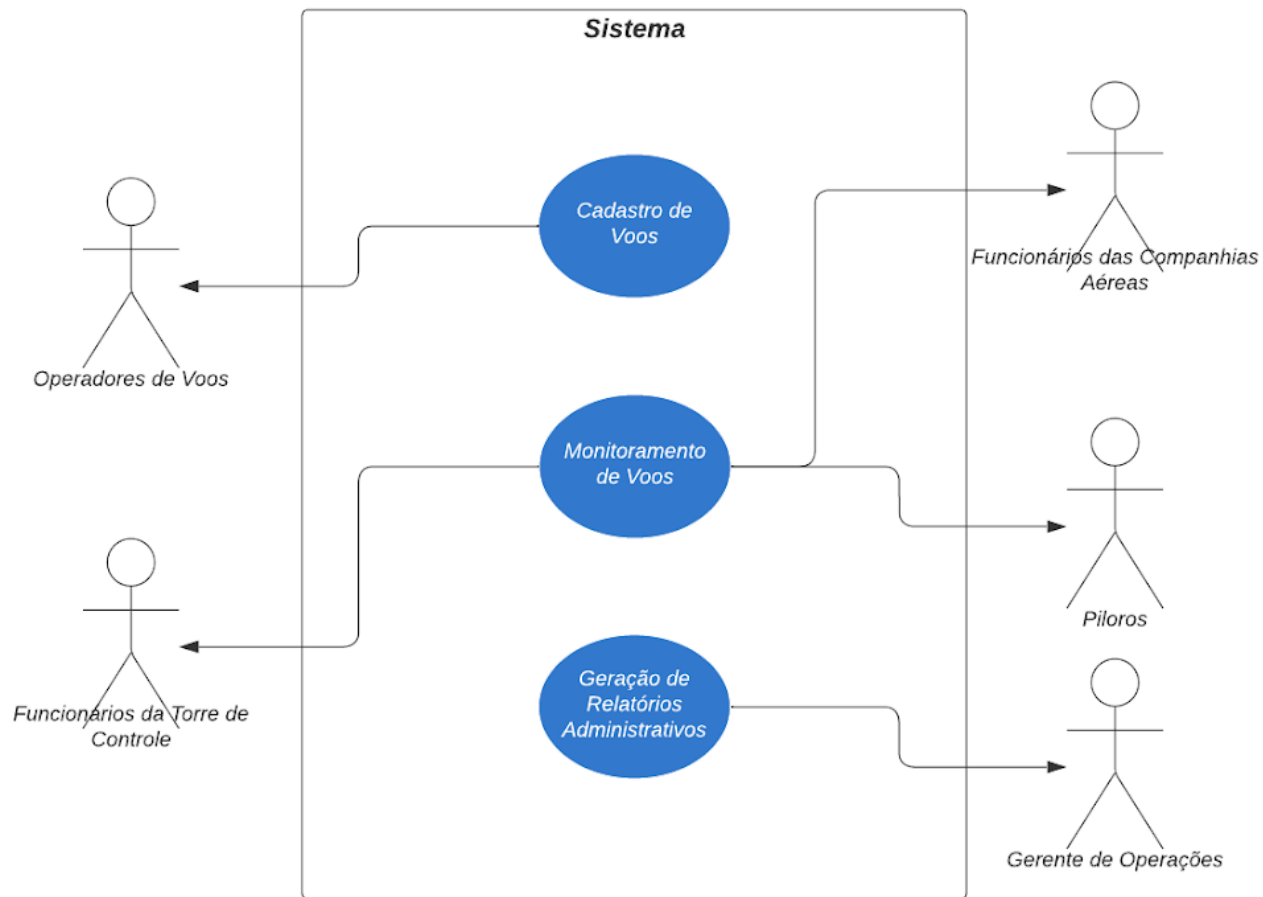 Sistema
Cadastro de
Voos
Funcionários das Companhias
Aéreas
Operadores de Voos
Monitoramento
de Voos
Piloros
Geração de
Relatórios
Administrativos
Funcionários da Torre de
Controle
Gerente de Operações